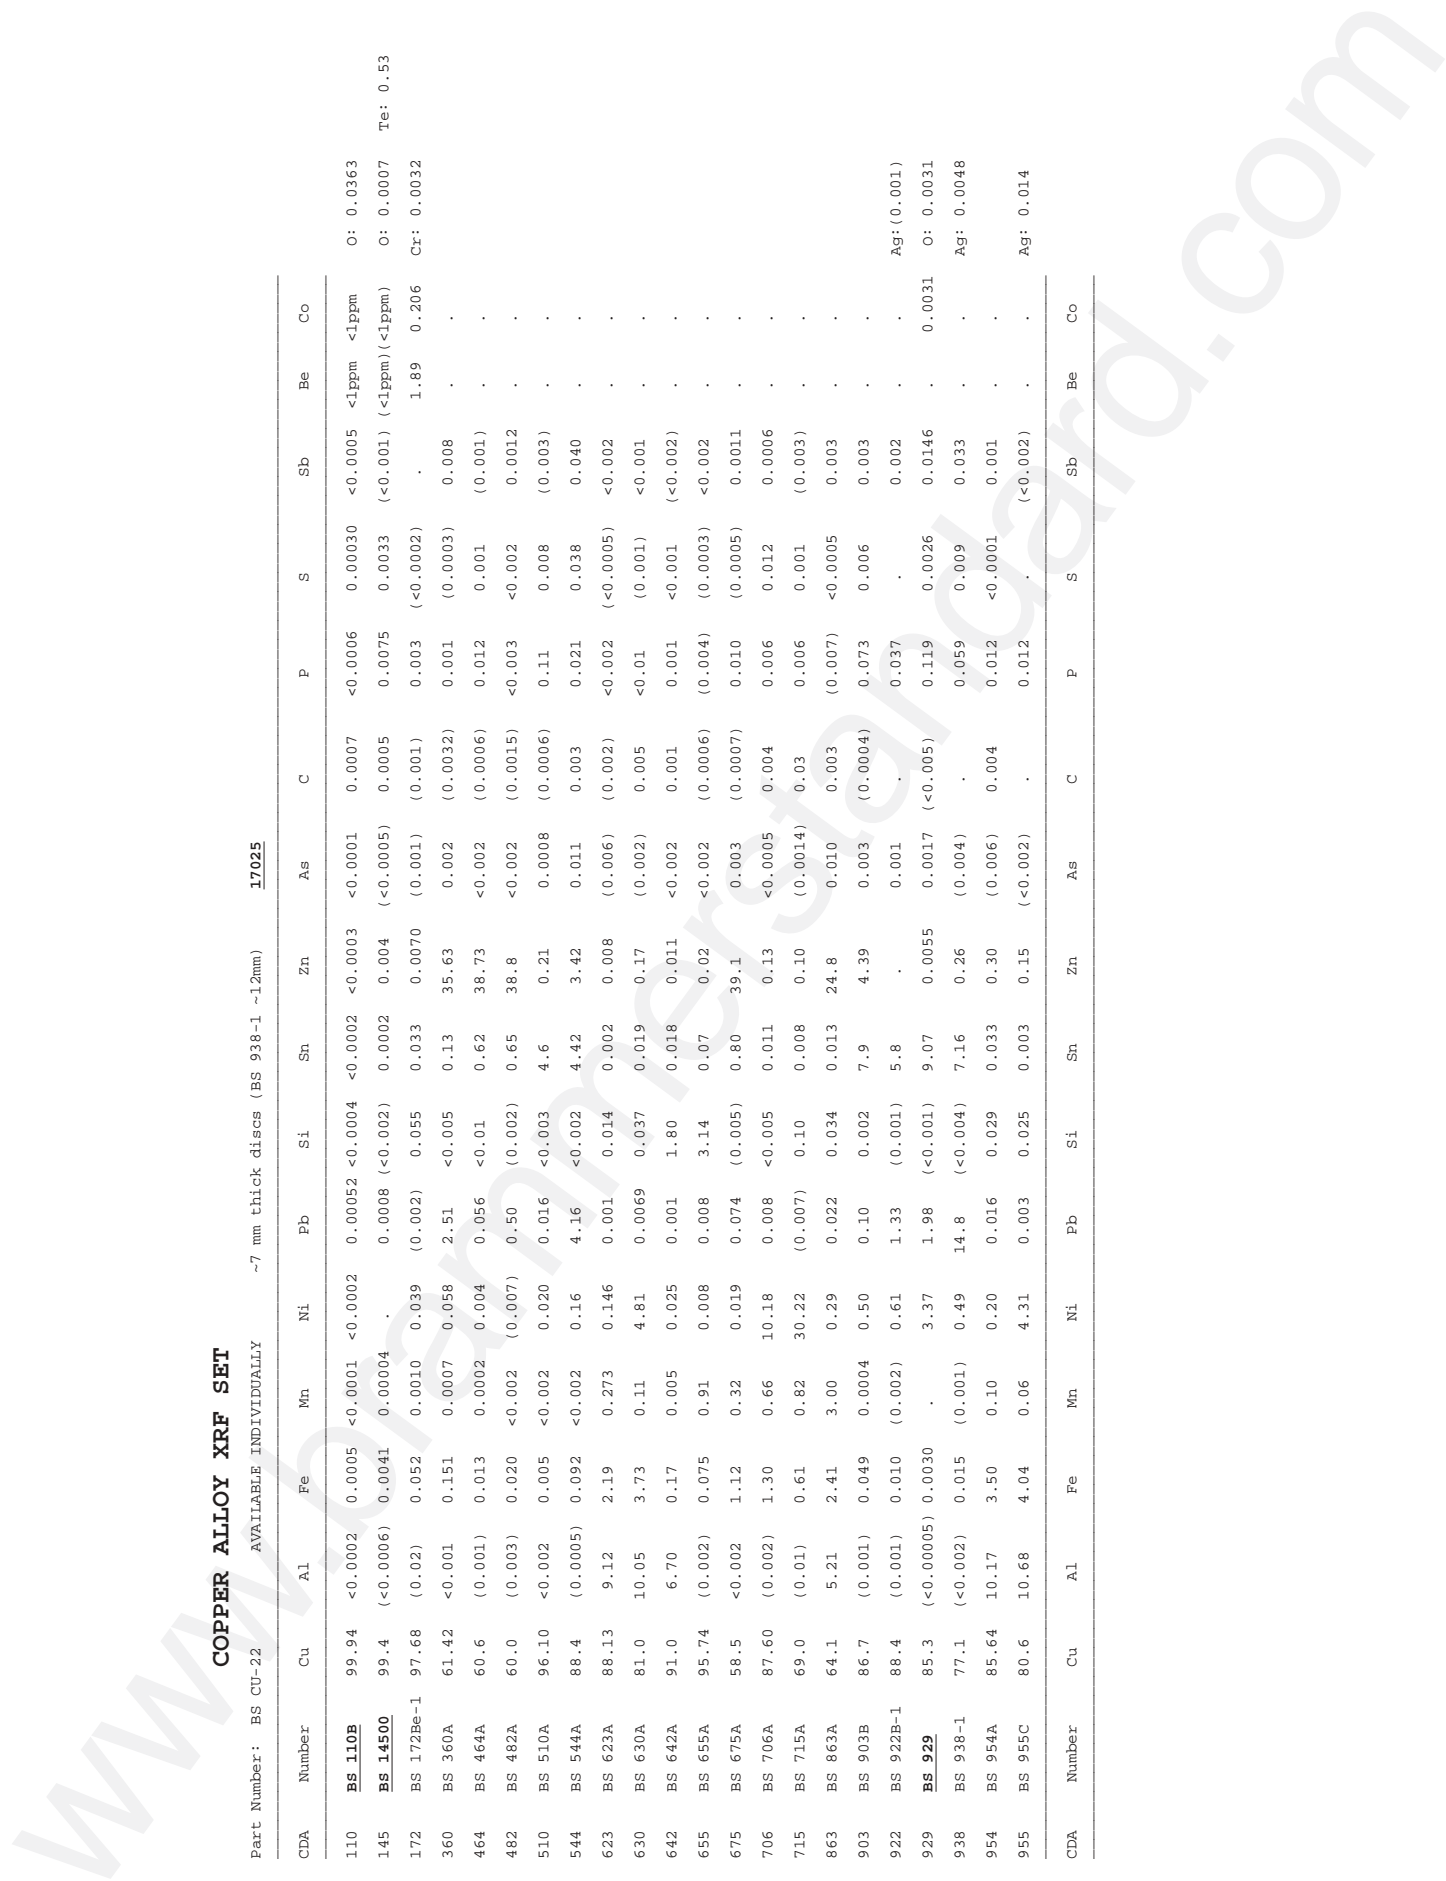 COPPER ALLOY XRF SET
Part Number: BS CU-22 AVAILABLE INDIVIDUALLY ~7 mm thick discs (BS 938-1 ~12mm) 17025
CDA Number Cu Al Fe Mn Ni Pb Si Sn Zn As C P S Sb Be Co
110 BS 110B 99.94 <0.0002 0.0005 <0.0001 <0.0002 0.00052 <0.0004 <0.0002 <0.0003 <0.0001 0.0007 <0.0006 0.00030 <0.0005 <1ppm <1ppm O: 0.0363
145 BS 14500 99.4 (<0.0006) 0.0041 0.00004 . 0.0008 (<0.002) 0.0002 0.004 (<0.0005) 0.0005 0.0075 0.0033 (<0.001) (<1ppm)(<1ppm) O: 0.0007 Te: 0.53
172 BS 172Be-1 97.68 (0.02) 0.052 0.0010 0.039 (0.002) 0.055 0.033 0.0070 (0.001) (0.001) 0.003 (<0.0002) . 1.89 0.206 Cr: 0.0032
360 BS 360A 61.42 <0.001 0.151 0.0007 0.058 2.51 <0.005 0.13 35.63 0.002 (0.0032) 0.001 (0.0003) 0.008 . .
464 BS 464A 60.6 (0.001) 0.013 0.0002 0.004 0.056 <0.01 0.62 38.73 <0.002 (0.0006) 0.012 0.001 (0.001) . .
482 BS 482A 60.0 (0.003) 0.020 <0.002 (0.007) 0.50 (0.002) 0.65 38.8 <0.002 (0.0015) <0.003 <0.002 0.0012 . .
510 BS 510A 96.10 <0.002 0.005 <0.002 0.020 0.016 <0.003 4.6 0.21 0.0008 (0.0006) 0.11 0.008 (0.003) . .
544 BS 544A 88.4 (0.0005) 0.092 <0.002 0.16 4.16 <0.002 4.42 3.42 0.011 0.003 0.021 0.038 0.040 . .
623 BS 623A 88.13 9.12 2.19 0.273 0.146 0.001 0.014 0.002 0.008 (0.006) (0.002) <0.002 (<0.0005) <0.002 . .
630 BS 630A 81.0 10.05 3.73 0.11 4.81 0.0069 0.037 0.019 0.17 (0.002) 0.005 <0.01 (0.001) <0.001 . .
642 BS 642A 91.0 6.70 0.17 0.005 0.025 0.001 1.80 0.018 0.011 <0.002 0.001 0.001 <0.001 (<0.002) . .
655 BS 655A 95.74 (0.002) 0.075 0.91 0.008 0.008 3.14 0.07 0.02 <0.002 (0.0006) (0.004) (0.0003) <0.002 . .
675 BS 675A 58.5 <0.002 1.12 0.32 0.019 0.074 (0.005) 0.80 39.1 0.003 (0.0007) 0.010 (0.0005) 0.0011 . .
706 BS 706A 87.60 (0.002) 1.30 0.66 10.18 0.008 <0.005 0.011 0.13 <0.0005 0.004 0.006 0.012 0.0006 . .
715 BS 715A 69.0 (0.01) 0.61 0.82 30.22 (0.007) 0.10 0.008 0.10 (0.0014) 0.03 0.006 0.001 (0.003) . .
863 BS 863A 64.1 5.21 2.41 3.00 0.29 0.022 0.034 0.013 24.8 0.010 0.003 (0.007) <0.0005 0.003 . .
903 BS 903B 86.7 (0.001) 0.049 0.0004 0.50 0.10 0.002 7.9 4.39 0.003 (0.0004) 0.073 0.006 0.003 . .
922 BS 922B-1 88.4 (0.001) 0.010 (0.002) 0.61 1.33 (0.001) 5.8 . 0.001 . 0.037 . 0.002 . . Ag:(0.001)
929 BS 929 85.3 (<0.00005) 0.0030 . 3.37 1.98 (<0.001) 9.07 0.0055 0.0017 (<0.005) 0.119 0.0026 0.0146 . 0.0031 O: 0.0031
938 BS 938-1 77.1 (<0.002) 0.015 (0.001) 0.49 14.8 (<0.004) 7.16 0.26 (0.004) . 0.059 0.009 0.033 . . Ag: 0.0048
954 BS 954A 85.64 10.17 3.50 0.10 0.20 0.016 0.029 0.033 0.30 (0.006) 0.004 0.012 <0.0001 0.001 . .
955 BS 955C 80.6 10.68 4.04 0.06 4.31 0.003 0.025 0.003 0.15 (<0.002) . 0.012 . (<0.002) . . Ag: 0.014
CDA Number Cu Al Fe Mn Ni Pb Si Sn Zn As C P S Sb Be Co
www.brammerstandard.com